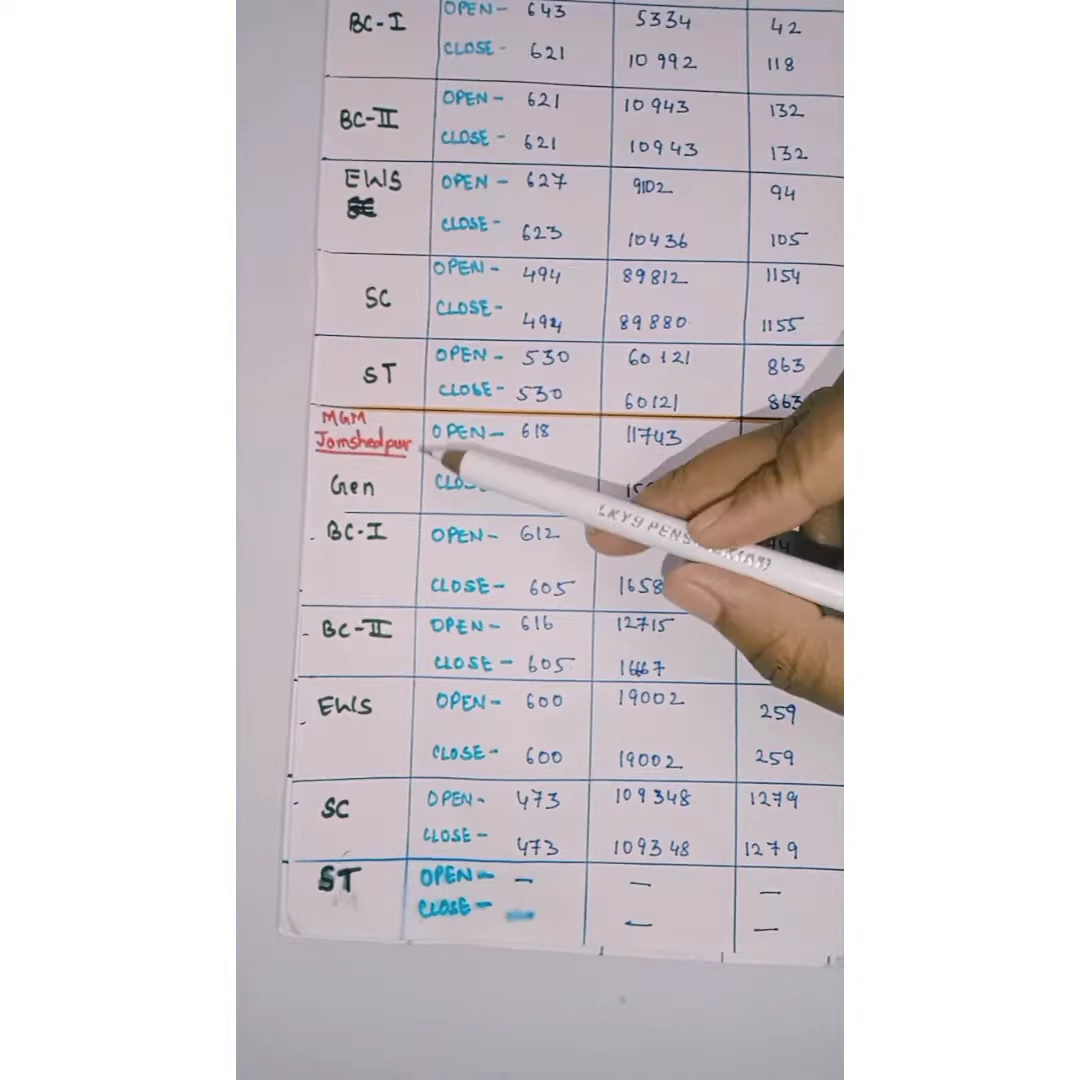 BC-I OPEN- 643 5334 42
CLOSE- 621 10992 118
BC-II OPEN- 621 10943 132
CLOSE- 621 10943 132
EWS OPEN- 627 9102 94
CLOSE- 623 10436 105
SC OPEN- 494 89812 1154
CLOSE- 494 89880 1155
ST OPEN- 530 60121 863
CLOSE- 530 60121 863
MGM
Jamshedpur OPEN- 618 11743
Gen
BC-I OPEN- 612
CLOSE- 605 1658
BC-II OPEN- 616 12715
CLOSE- 605 16667
EWS OPEN- 600 19002 259
CLOSE- 600 19002 259
SC OPEN- 473 109348 1279
CLOSE- 473 109348 1279
ST OPEN- - - -
CLOSE- - -